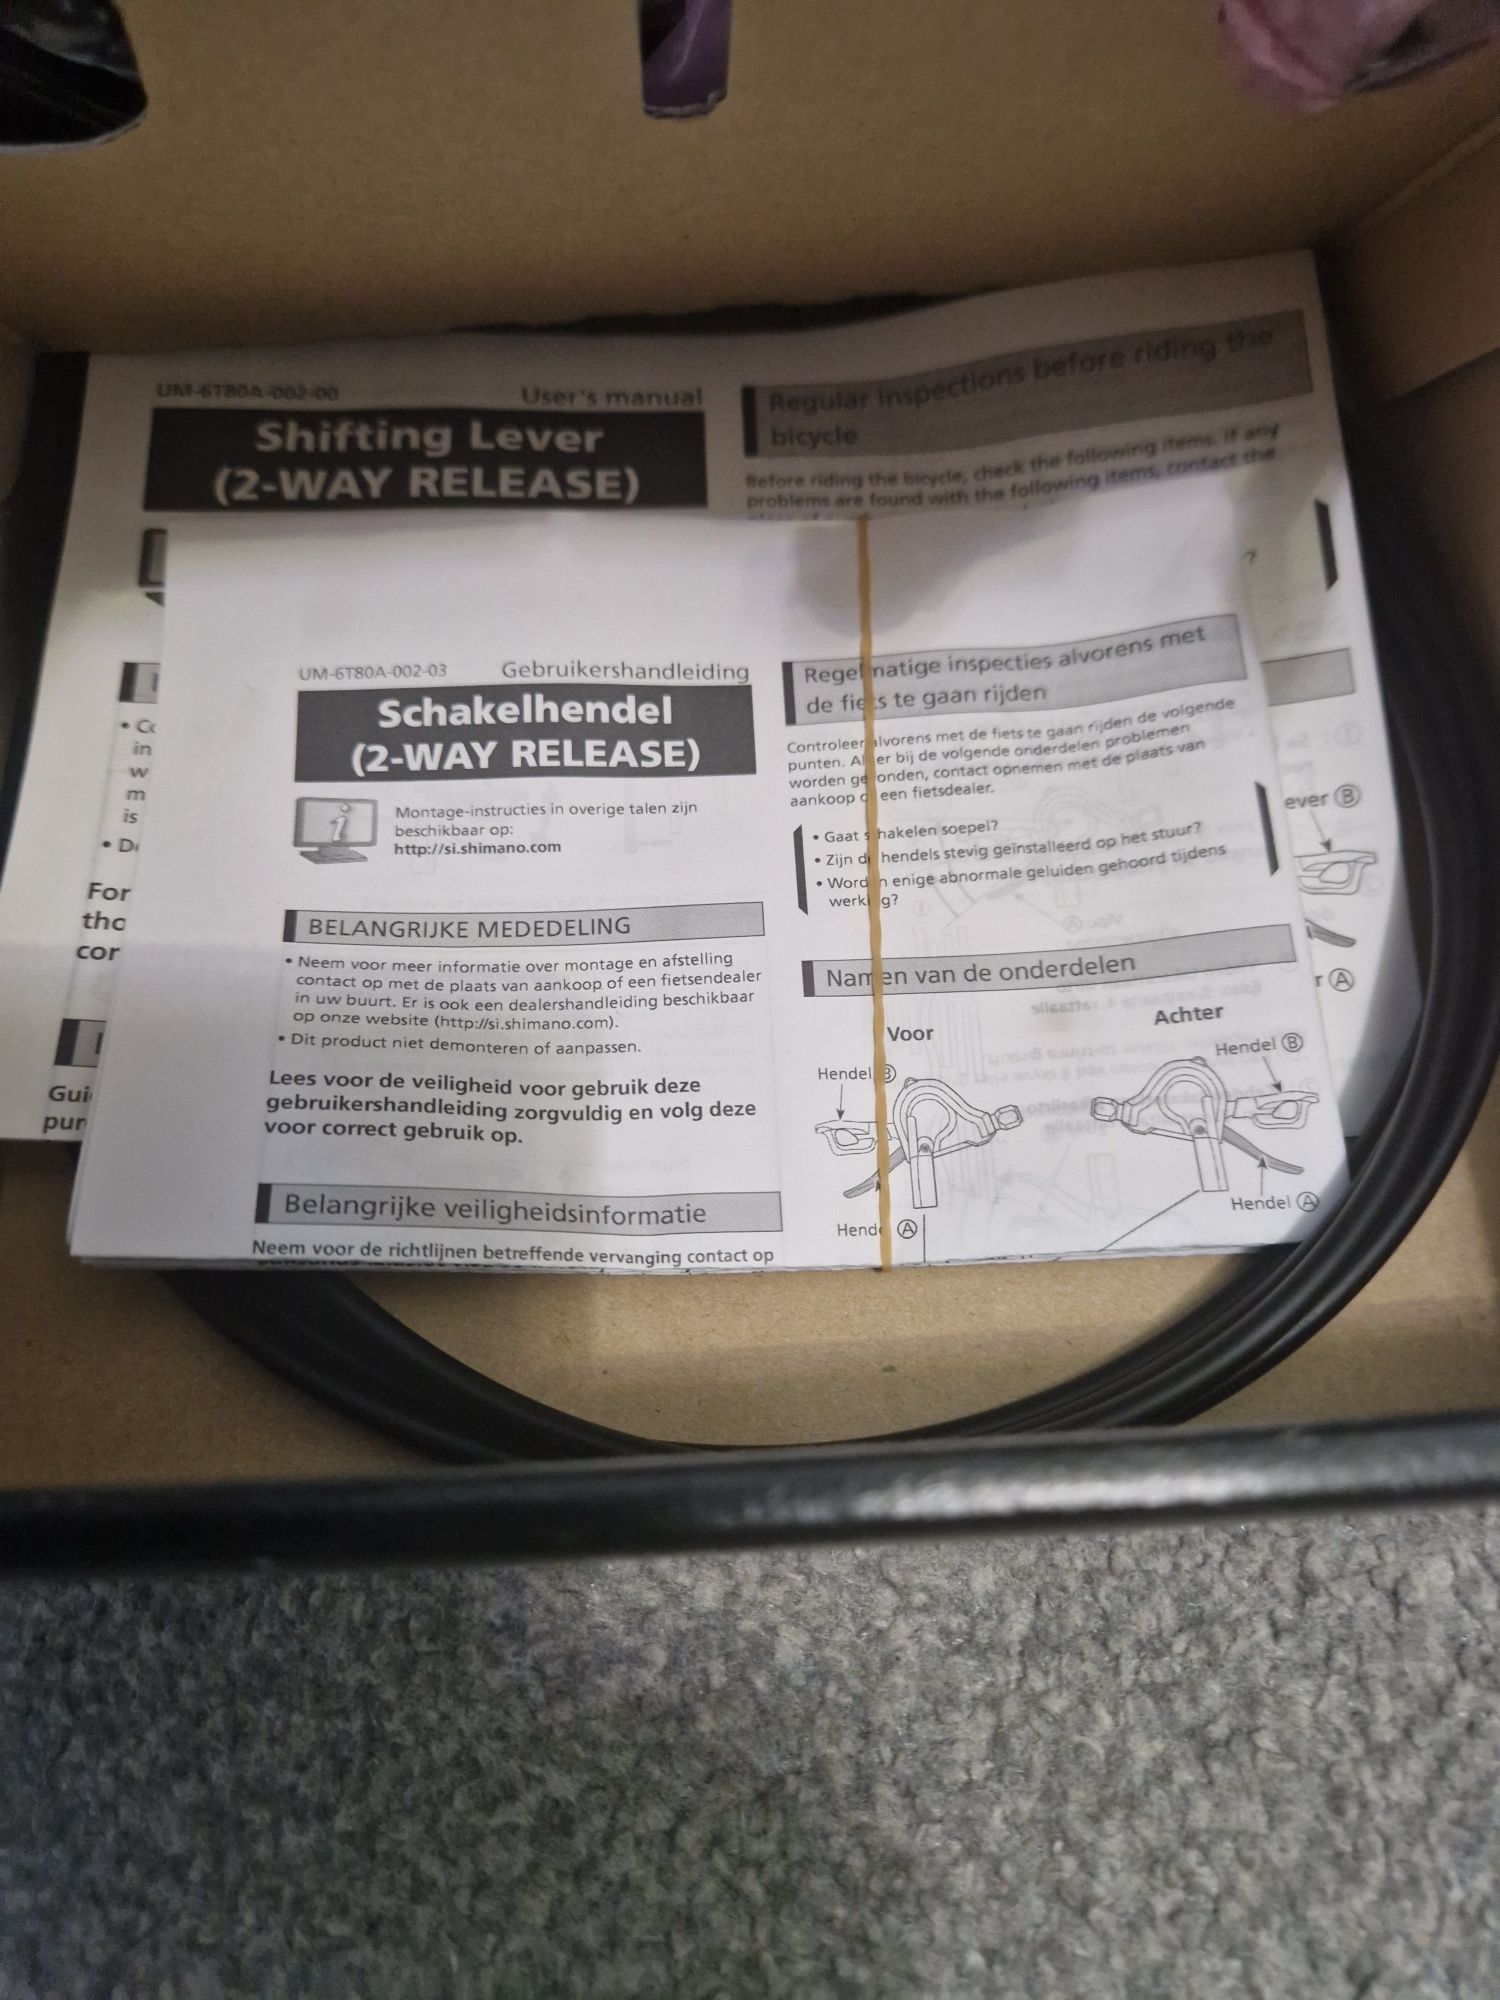 UM-6T80A-002-00 User's manual
Shifting Lever
(2-WAY RELEASE)
Regular inspections before riding the
bicycle
Before riding the bicycle, check the following items. If any
problems are found with the following items, contact the
?
in
w
m
is
For
Gui
pur
ever Ⓑ
r Ⓐ
UM-6T80A-002-03 Gebruikershandleiding
Schakelhendel
(2-WAY RELEASE)
i
Montage-instructies in overige talen zijn
beschikbaar op:
http://si.shimano.com
BELANGRIJKE MEDEDELING
• Neem voor meer informatie over montage en afstelling
contact op met de plaats van aankoop of een fietsendealer
in uw buurt. Er is ook een dealershandleiding beschikbaar
op onze website (http://si.shimano.com).
• Dit product niet demonteren of aanpassen.
Lees voor de veiligheid voor gebruik deze
gebruikershandleiding zorgvuldig en volg deze
voor correct gebruik op.
Belangrijke veiligheidsinformatie
Neem voor de richtlijnen betreffende vervanging contact op
Regelmatige inspecties alvorens met
de fiets te gaan rijden
Controleer alvorens met de fiets te gaan rijden de volgende
punten. Als er bij de volgende onderdelen problemen
worden gevonden, contact opnemen met de plaats van
aankoop of een fietsdealer.
• Gaat schakelen soepel?
• Zijn de hendels stevig geïnstalleerd op het stuur?
• Worden enige abnormale geluiden gehoord tijdens
werking?
Namen van de onderdelen
Voor
Achter
Hendel Ⓑ
Hendel Ⓑ
Hendel Ⓐ
Hendel Ⓐ